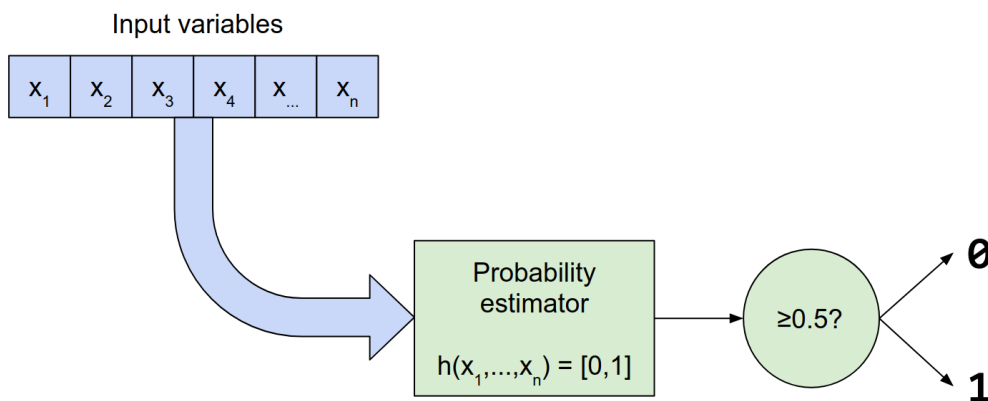 Input variables
x₁ x₂ x₃ x₄ x... xₙ
Probability
estimator
h(x₁,...,xₙ) = [0,1]
≥0.5?
0
1